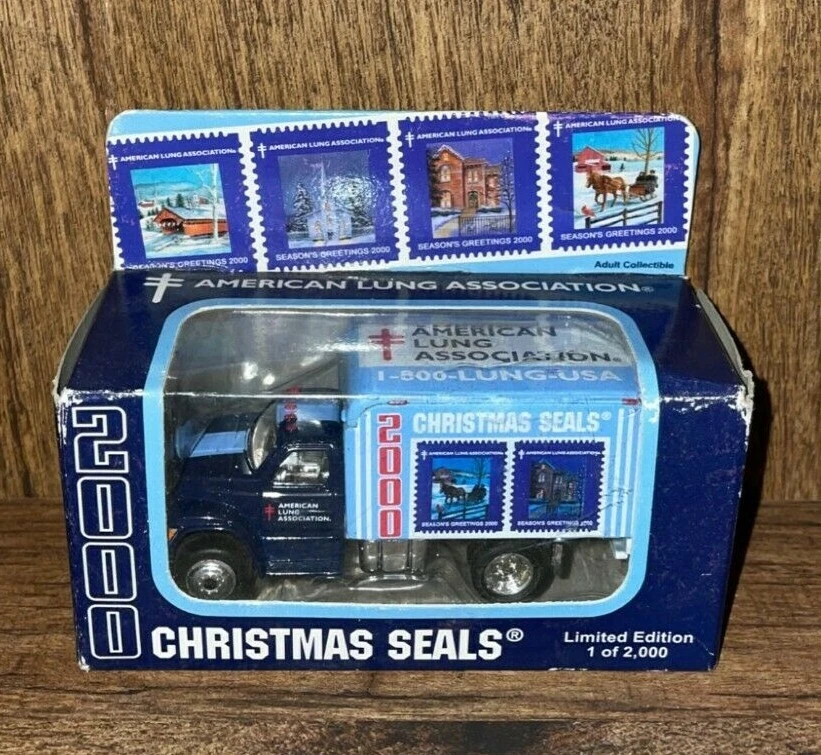 AMERICAN LUNG ASSOCIATION®
SEASON'S GREETINGS 2000
AMERICAN LUNG ASSOCIATION®
SEASON'S GREETINGS 2000
AMERICAN LUNG ASSOCIATION®
SEASON'S GREETINGS 2000
AMERICAN LUNG ASSOCIATION
SEASON'S GREETINGS 2000
Adult Collectible
AMERICAN LUNG ASSOCIATION®
AMERICAN
LUNG
ASSOCIATION®
1-800-LUNG-USA
2000
CHRISTMAS SEALS®
AMERICAN LUNG ASSOCIATION®
SEASON'S GREETINGS 2000
AMERICAN LUNG ASSOCIATION®
SEASON'S GREETINGS 2000
AMERICAN
LUNG
ASSOCIATION.
2000
CHRISTMAS SEALS®
Limited Edition
1 of 2,000